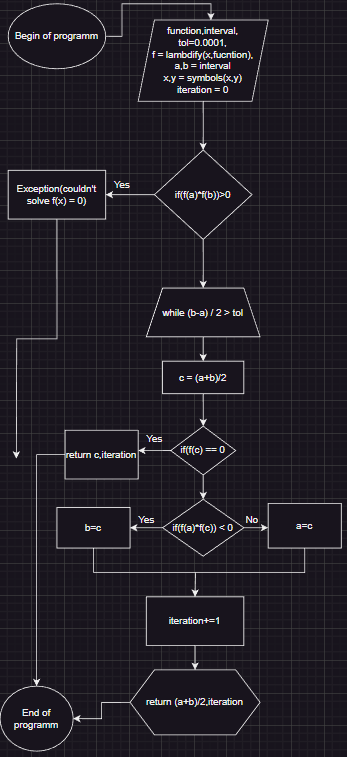 Begin of programm
function,interval,
tol=0.0001,
f = lambdify(x,fucntion),
a,b = interval
x,y = symbols(x,y)
iteration = 0
Yes
if(f(a)*f(b))>0
Exception(couldn't
solve f(x) = 0)
while (b-a) / 2 > tol
c = (a+b)/2
Yes
if(f(c) == 0
return c,iteration
Yes
if(f(a)*f(c)) < 0
No
b=c
a=c
iteration+=1
return (a+b)/2,iteration
End of
programm